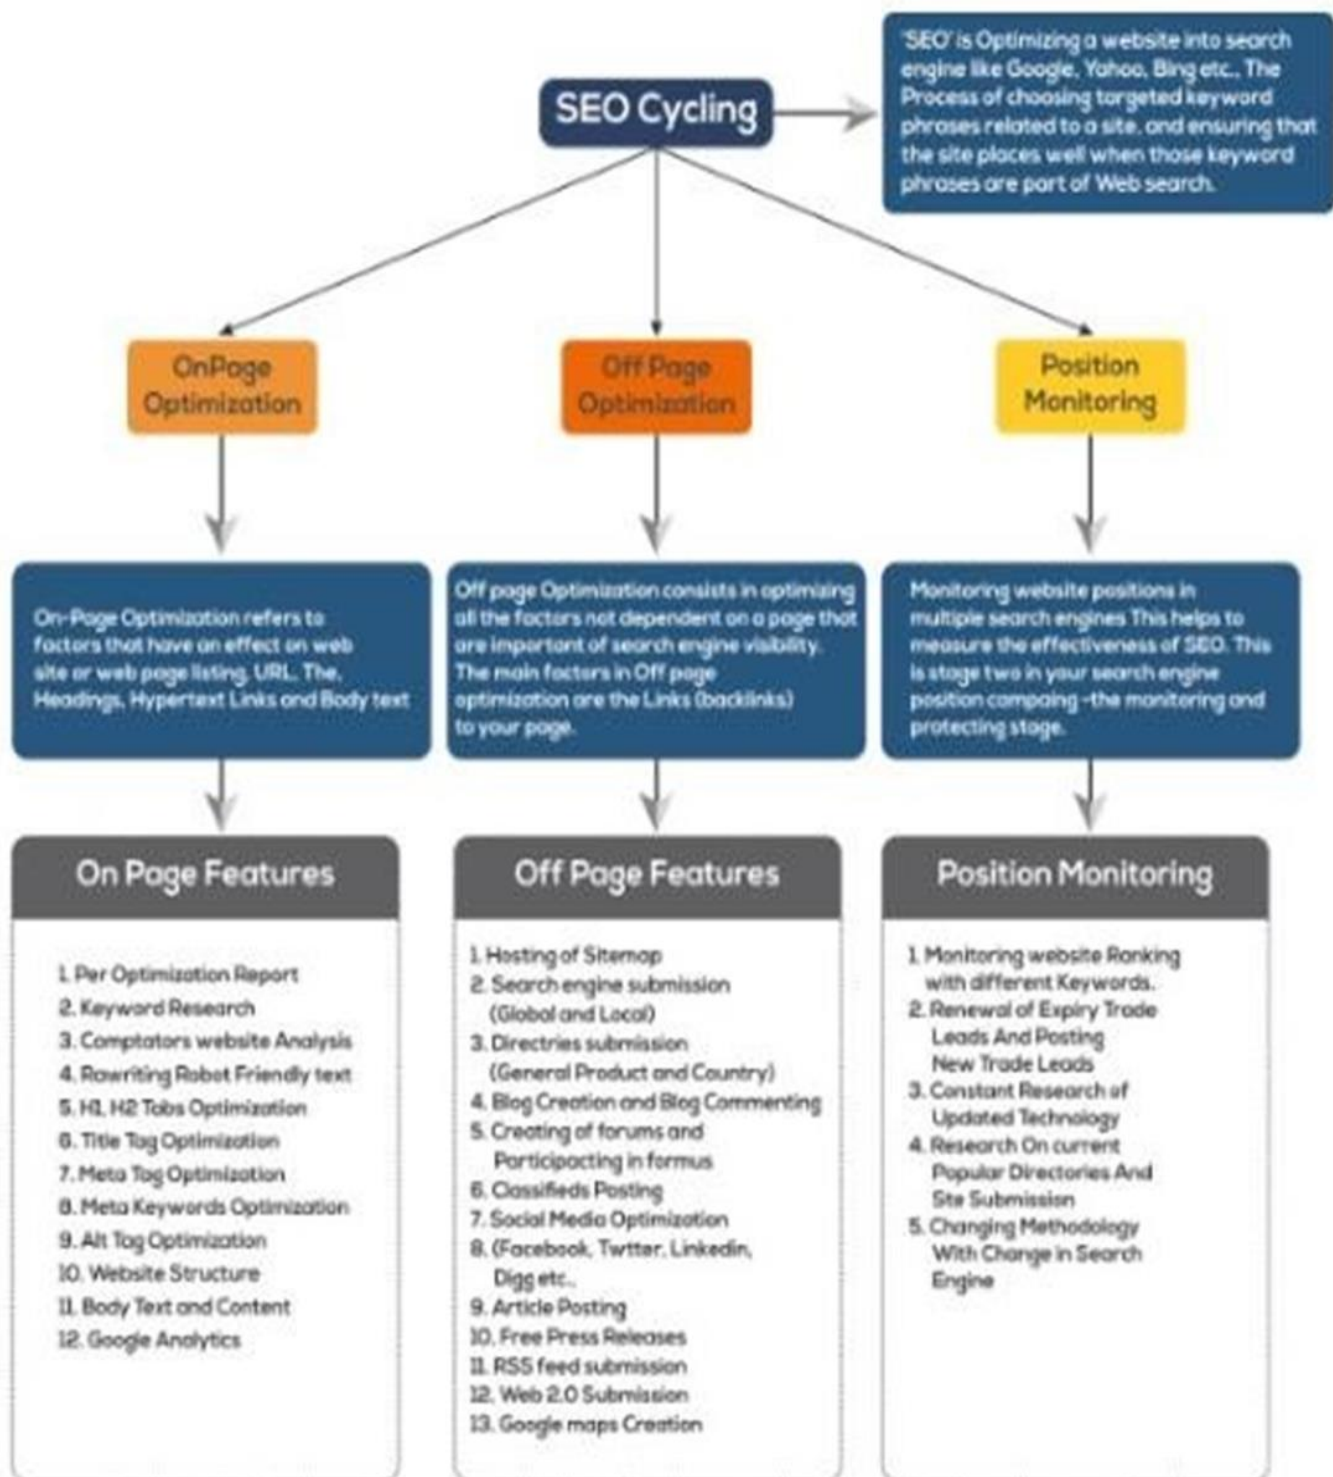 SEO Cycling
'SEO' is Optimizing a website into search
engine like Google, Yahoo, Bing etc., The
Process of choosing targeted keyword
phrases related to a site. and ensuring that
the site places well when those keyword
phrases are part of Web search.
OnPage
Optimization
Off Page
Optimization
Position
Monitoring
On-Page Optimization refers to
factors that have an effect on web
site or web page listing, URL. The,
Headings, Hypertext Links and Body text
Off page Optimization consists in optimizing
all the factors not dependent on a page that
are important of search engine visibility.
The main factors in Off page
optimization are the Links (backlinks)
to your page.
Monitoring website positions in
multiple search engines This helps to
measure the effectiveness of SEO. This
is stage two in your search engine
position campaing -the monitoring and
protecting stage.
On Page Features
1. Per Optimization Report
2. Keyword Research
3. Comptators website Analysis
4. Rawriting Robot Friendly text
5. H1, H2 Tabs Optimization
6. Title Tag Optimization
7. Meta Tag Optimization
8. Meta Keywords Optimization
9. Alt Tag Optimization
10. Website Structure
11. Body Text and Content
12. Google Analytics
Off Page Features
1. Hosting of Sitemap
2. Search engine submission
(Global and Local)
3. Directries submission
(General Product and Country)
4. Blog Creation and Blog Commenting
5. Creating of forums and
Participacting in formus
6. Classifieds Posting
7. Social Media Optimization
8. (Facebook, Twtter, Linkedin,
Digg etc.,
9. Article Posting
10. Free Press Releases
11. RSS feed submission
12. Web 2.0 Submission
13. Google maps Creation
Position Monitoring
1. Monitoring website Ranking
with different Keywords.
2. Renewal of Expiry Trade
Leads And Posting
New Trade Leads
3. Constant Research of
Updated Technology
4. Research On current
Popular Directories And
Site Submission
5. Changing Methodology
With Change in Search
Engine